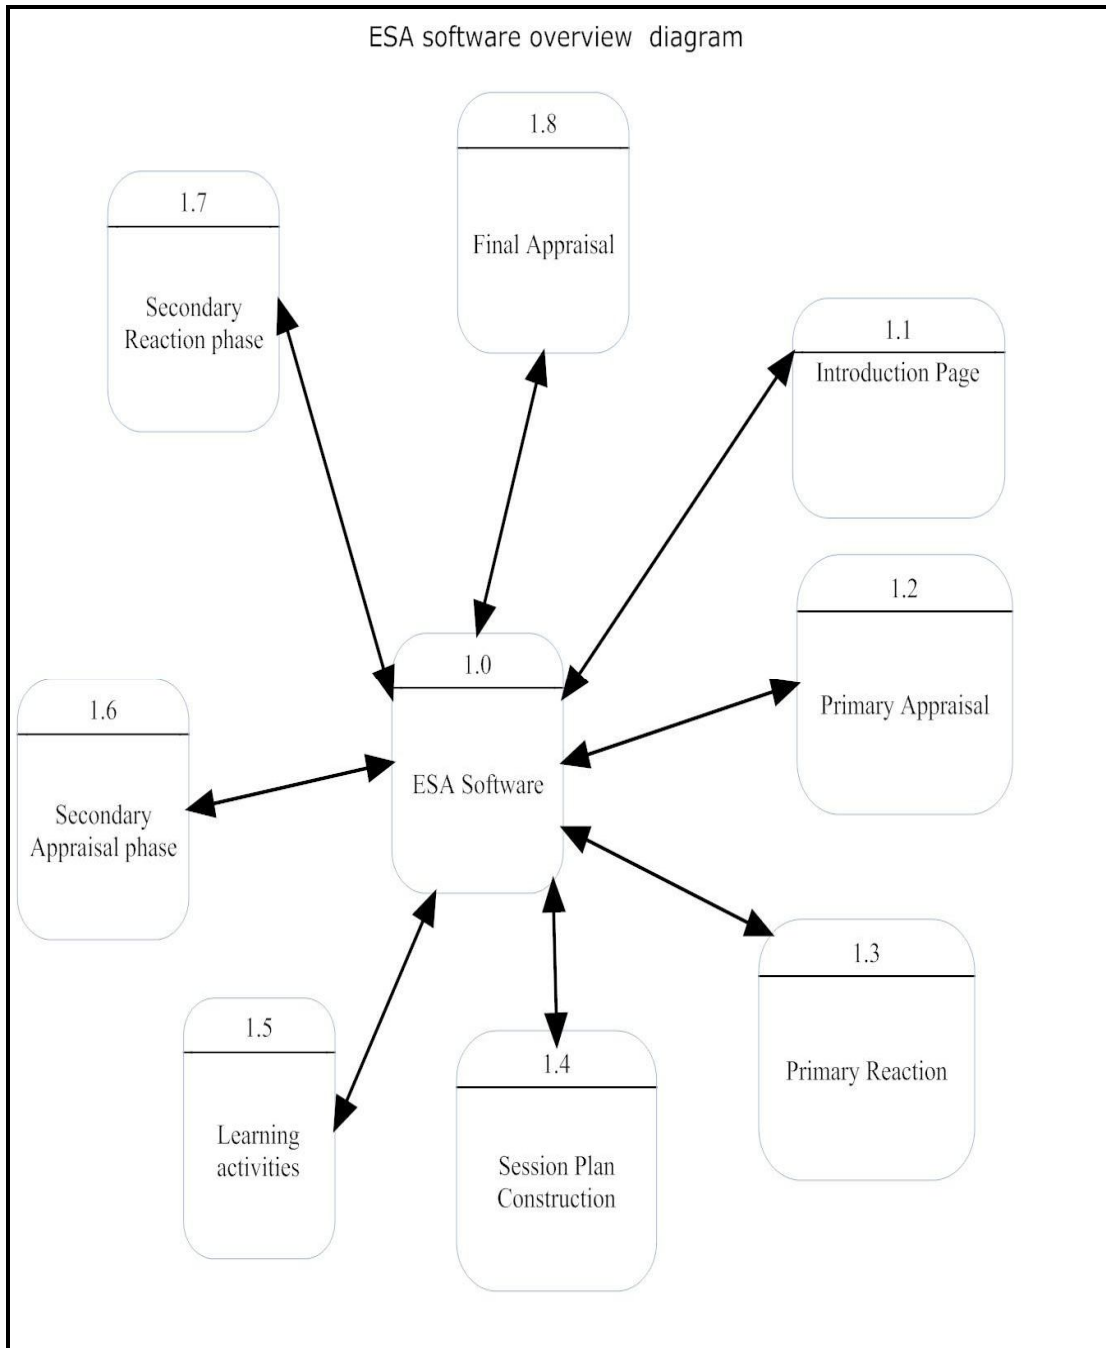 ESA software overview diagram
1.8
Final Appraisal
1.7
Secondary
Reaction phase
1.1
Introduction Page
1.2
Primary Appraisal
1.0
ESA Software
1.6
Secondary
Appraisal phase
1.3
Primary Reaction
1.5
Learning
activities
1.4
Session Plan
Construction